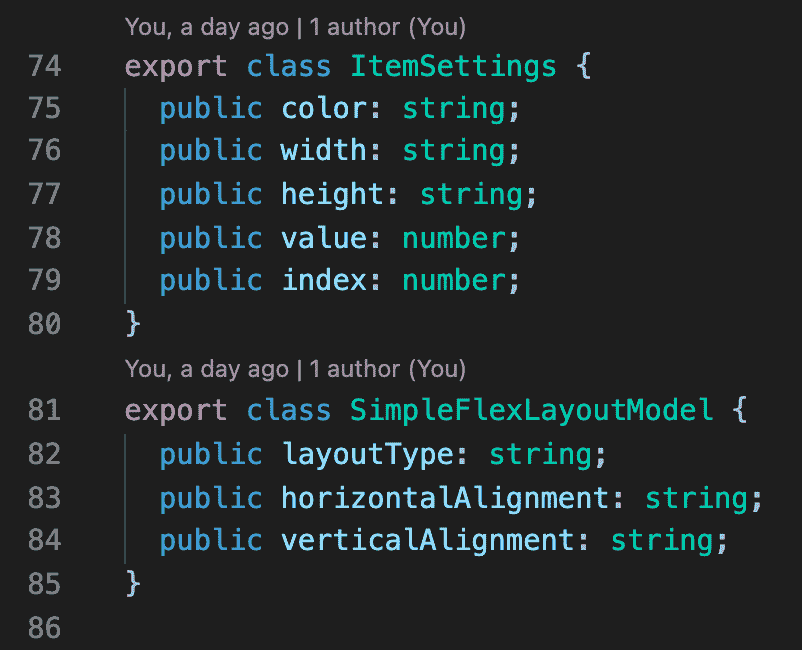 You, a day ago | 1 author (You)
74 export class ItemSettings {
75 public color: string;
76 public width: string;
77 public height: string;
78 public value: number;
79 public index: number;
80 }
You, a day ago | 1 author (You)
81 export class SimpleFlexLayoutModel {
82 public layoutType: string;
83 public horizontalAlignment: string;
84 public verticalAlignment: string;
85 }
86